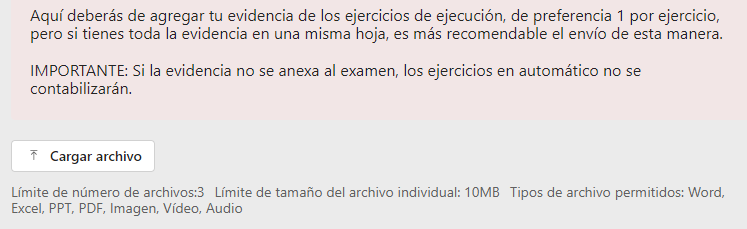 Aquí deberás de agregar tu evidencia de los ejercicios de ejecución, de preferencia 1 por ejercicio,
pero si tienes toda la evidencia en una misma hoja, es más recomendable el envío de esta manera.
IMPORTANTE: Si la evidencia no se anexa al examen, los ejercicios en automático no se
contabilizarán.
Cargar archivo
Límite de número de archivos:3 Límite de tamaño del archivo individual: 10MB Tipos de archivo permitidos: Word,
Excel, PPT, PDF, Imagen, Vídeo, Audio